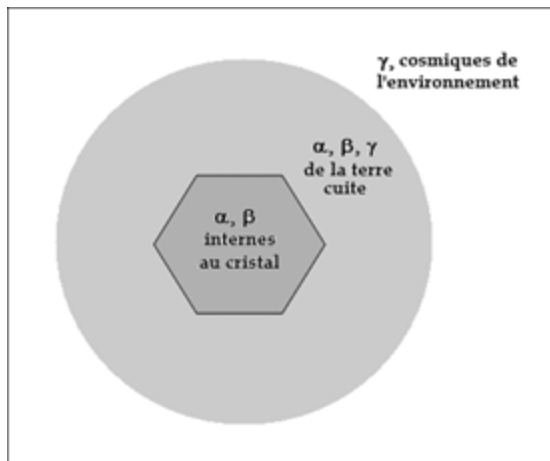 γ, cosmiques de
l'environnement
α, β, γ
de la terre
cuite
α, β
internes
au cristal